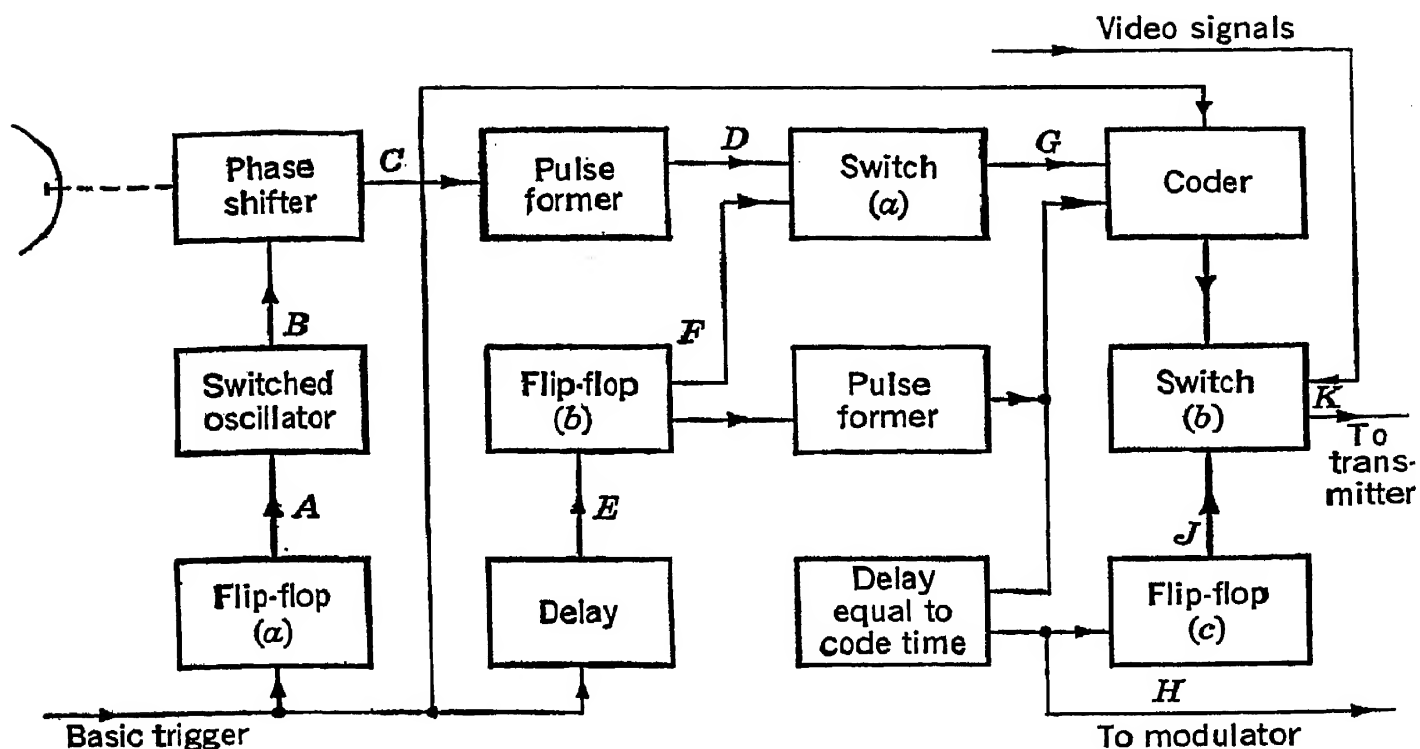 Video signals
Phase
shifter
C
Pulse
former
D
Switch
(a)
G
Coder
B
F
Switched
oscillator
Flip-flop
(b)
Pulse
former
Switch
(b)
K
To
trans-
mitter
A
E
J
Flip-flop
(a)
Delay
Delay
equal to
code time
Flip-flop
(c)
H
Basic trigger
To modulator